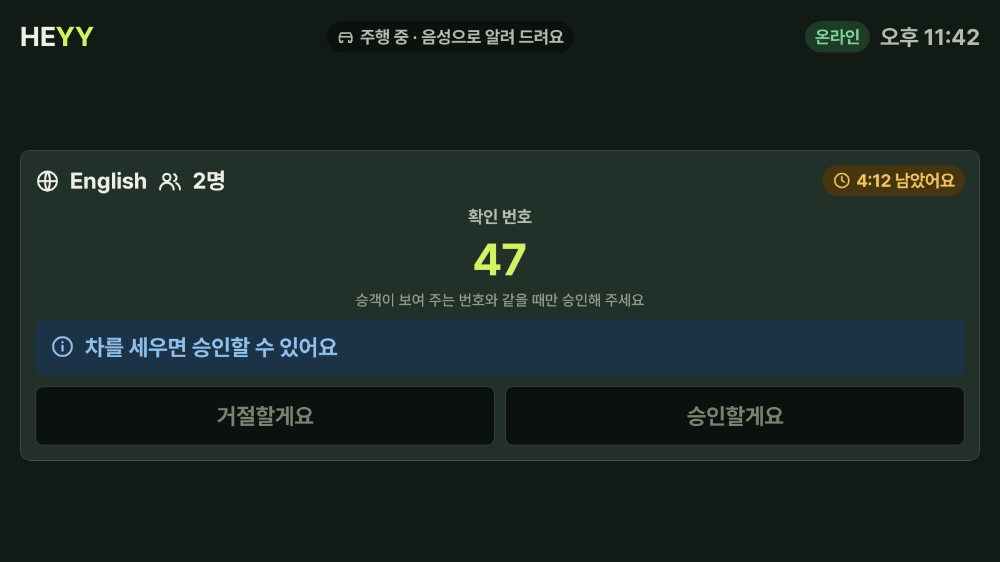 HEYY
주행 중 · 음성으로 알려 드려요
온라인 오후 11:42
English 2명
4:12 남았어요
확인 번호
47
승객이 보여 주는 번호와 같을 때만 승인해 주세요
차를 세우면 승인할 수 있어요
거절할게요
승인할게요